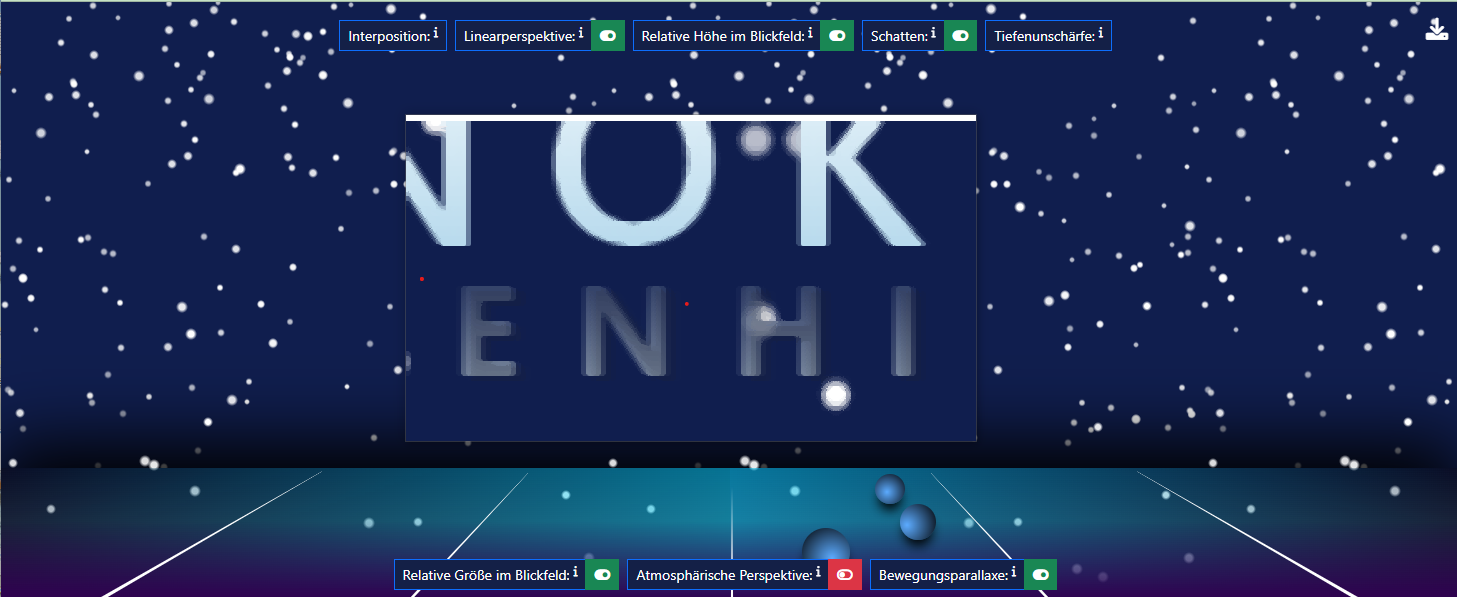 Interposition: i Linearperspektive: i Relative Höhe im Blickfeld: i Schatten: i Tiefenunschärfe: i
NOK
ENHI
Relative Größe im Blickfeld: i Atmosphärische Perspektive: i Bewegungsparallaxe: i